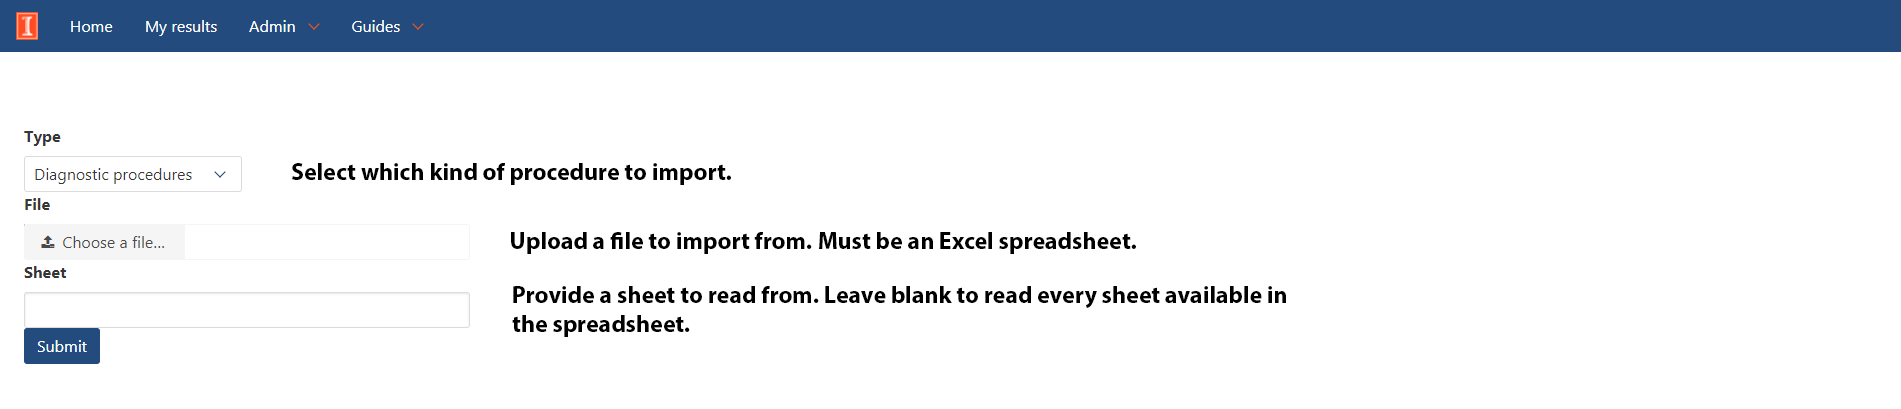 I Home My results Admin Guides
Type
Diagnostic procedures Select which kind of procedure to import.
File
Choose a file... Upload a file to import from. Must be an Excel spreadsheet.
Sheet
Provide a sheet to read from. Leave blank to read every sheet available in
the spreadsheet.
Submit